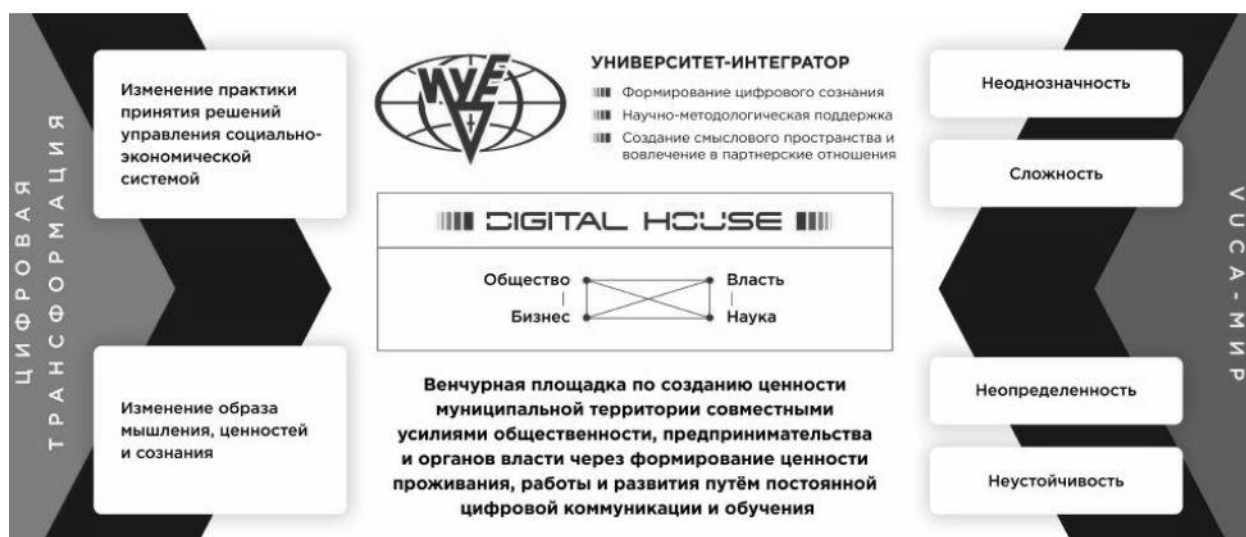 ЦИФРОВАЯ
ТРАНСФОРМАЦИЯ
Изменение практики
принятия решений
управления социально-
экономической
системой
Изменение образа
мышления, ценностей
и сознания
УНИВЕРСИТЕТ-ИНТЕГРАТОР
Формирование цифрового сознания
Научно-методологическая поддержка
Создание смыслового пространства и
вовлечение в партнерские отношения
DIGITAL HOUSE
Общество Власть
Бизнес Наука
Венчурная площадка по созданию ценности
муниципальной территории совместными
усилиями общественности, предпринимательства
и органов власти через формирование ценности
проживания, работы и развития путём постоянной
цифровой коммуникации и обучения
Неоднозначность
Сложность
Неопределенность
Неустойчивость
VUCA-МИР